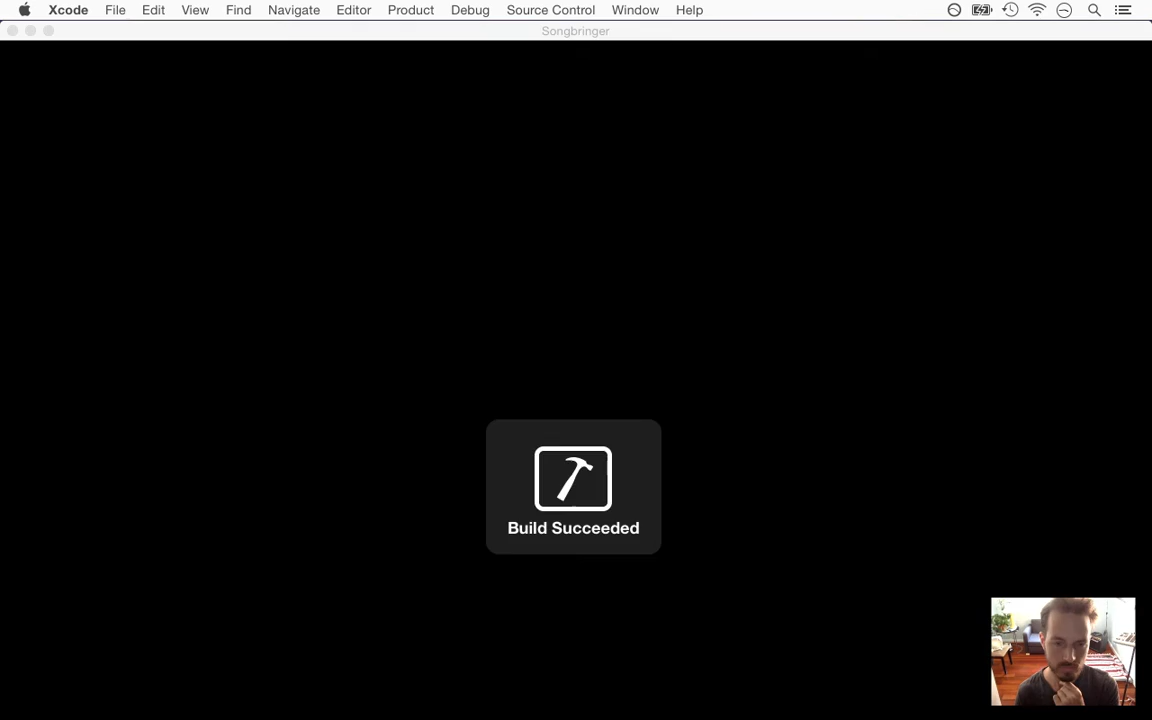 Xcode File Edit View Find Navigate Editor Product Debug Source Control Window Help
Songbringer
Build Succeeded